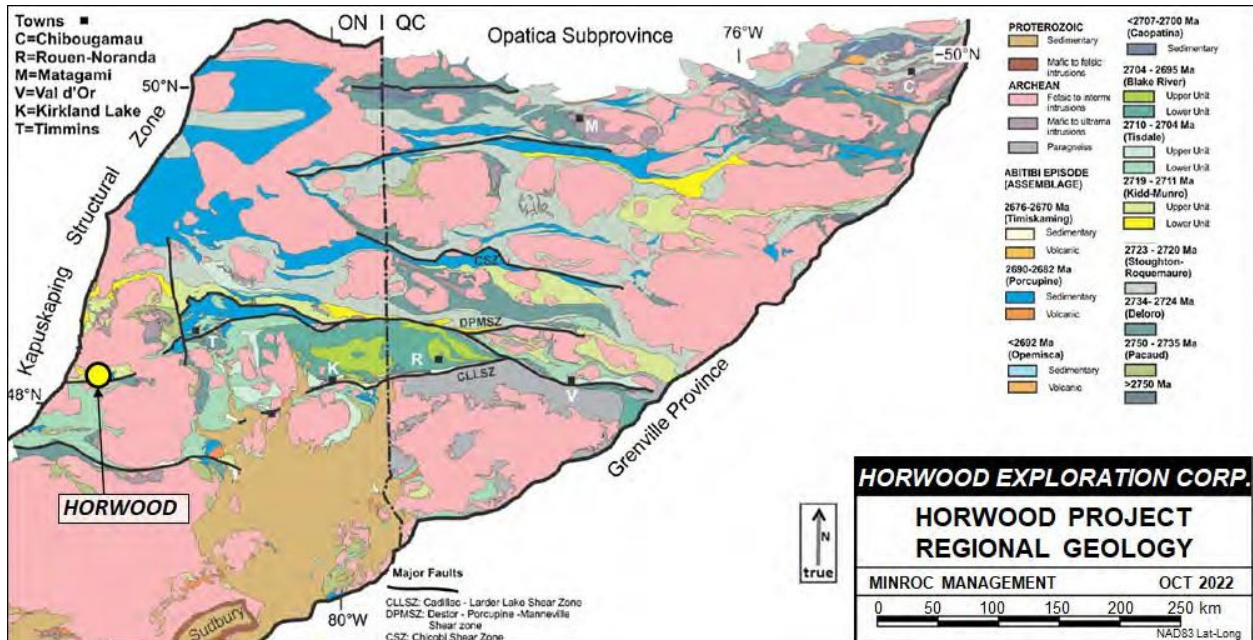 Towns ■
C=Chibougamau
R=Rouen-Noranda
M=Matagami
V=Val d'Or
K=Kirkland Lake
T=Timmins
ON
QC
Opatica Subprovince
76°W
50°N
50°N
Kapuskaping Structural Zone
C
M
CSZ
DPMSZ
T
K
R
CLLSZ
V
48°N
HORWOOD
Grenville Province
Sudbury
80°W
Major Faults
CLLSZ: Cadillac - Larder Lake Shear Zone
DPMSZ: Destor - Porcupine -Manneville
Shear zone
CSZ: Chicobi Shear Zone
N
true
PROTEROZOIC
Sedimentary
Mafic to felsic
intrusions
ARCHEAN
Felsic to interm
intrusions
Mafic to ultrama
intrusions
Paragneiss
ABITIBI EPISODE
(ASSEMBLAGE)
2676-2670 Ma
(Timiskaming)
Sedimentary
Volcanic
2690-2682 Ma
(Porcupine)
Sedimentary
Volcanic
<2692 Ma
(Opemisca)
Sedimentary
Volcanic
<2707-2700 Ma
(Caopatina)
Sedimentary
2704 - 2695 Ma
(Blake River)
Upper Unit
Lower Unit
2710 - 2704 Ma
(Tisdale)
Upper Unit
Lower Unit
2719 - 2711 Ma
(Kidd-Munro)
Upper Unit
Lower Unit
2723 - 2720 Ma
(Stoughton-
Roquemaure)
2734 - 2724 Ma
(Deloro)
2750 - 2735 Ma
(Pacaud)
>2750 Ma
HORWOOD EXPLORATION CORP.
HORWOOD PROJECT
REGIONAL GEOLOGY
MINROC MANAGEMENT OCT 2022
0 50 100 150 200 250 km
NAD83 Lat-Long